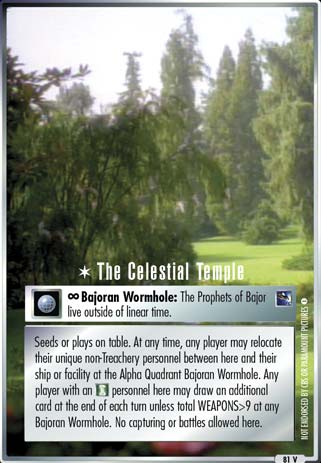 ✶ The Celestial Temple
∞ Bajoran Wormhole: The Prophets of Bajor
live outside of linear time.
Seeds or plays on table. At any time, any player may relocate
their unique non-Treachery personnel between here and their
ship or facility at the Alpha Quadrant Bajoran Wormhole. Any
player with an personnel here may draw an additional
card at the end of each turn unless total WEAPONS>9 at any
Bajoran Wormhole. No capturing or battles allowed here.
NOT ENDORSED BY CBS OR PARAMOUNT PICTURES
81 V